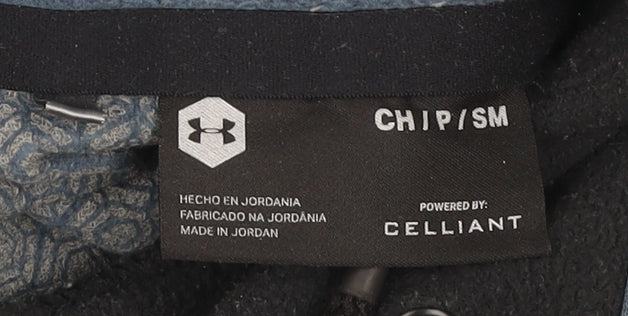 CH / P / SM
HECHO EN JORDANIA
FABRICADO NA JORDÂNIA
MADE IN JORDAN
POWERED BY:
CELLIANT